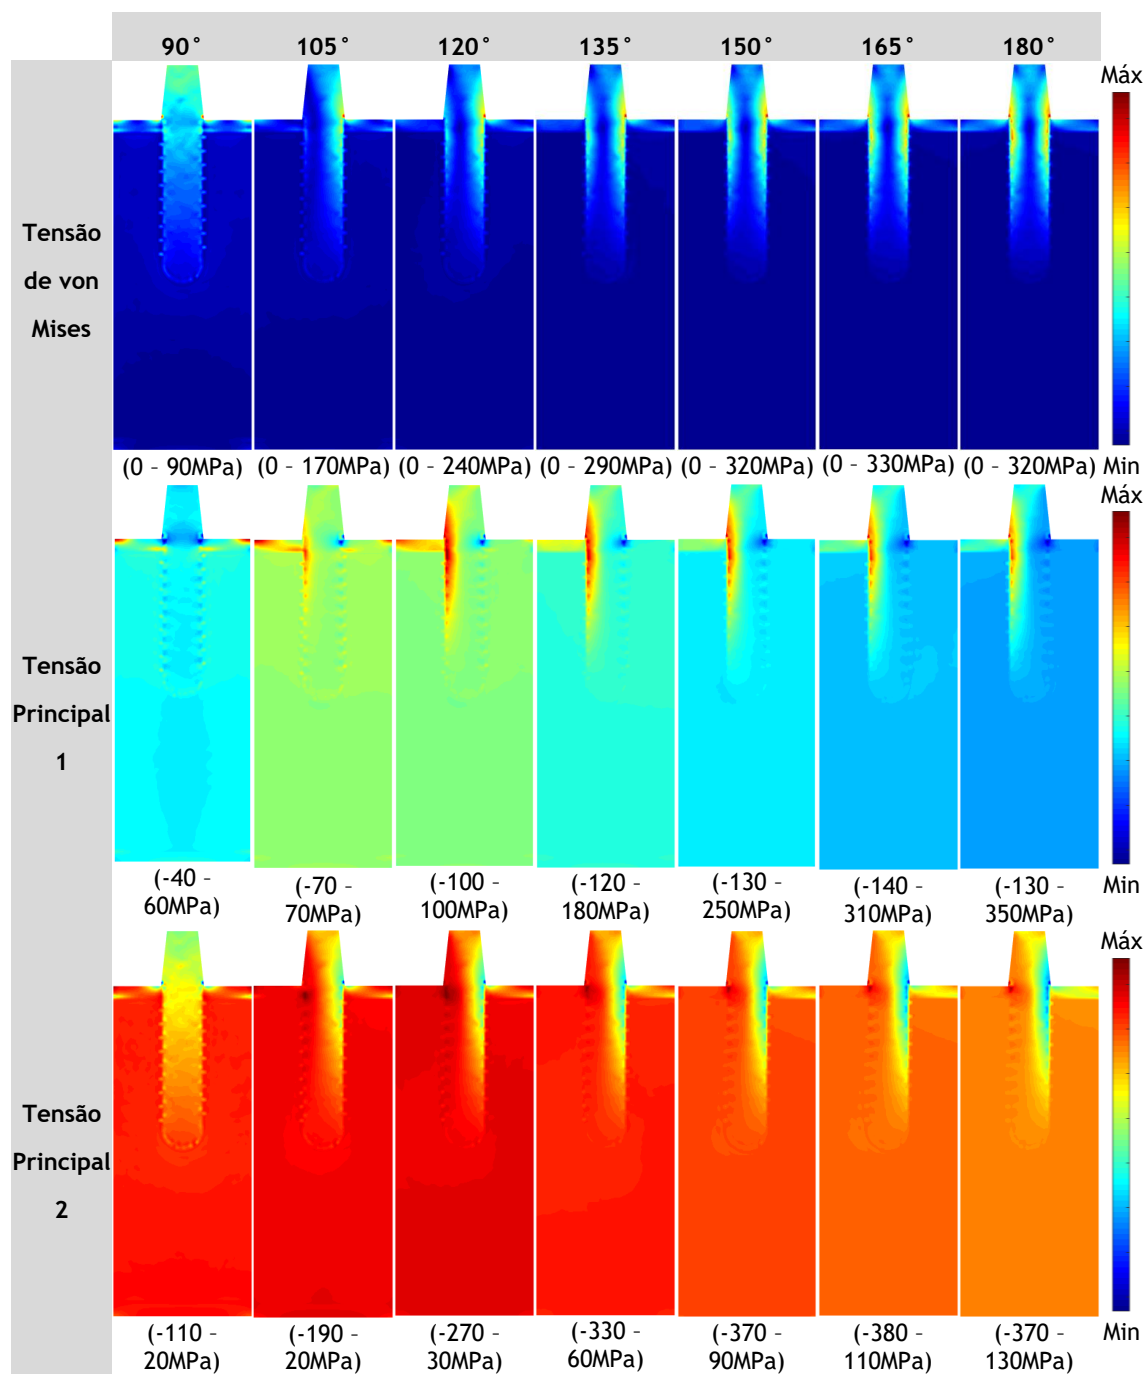 90° 105° 120° 135° 150° 165° 180°
Máx
Tensão
de von
Mises
(0 – 90MPa) (0 – 170MPa) (0 – 240MPa) (0 – 290MPa) (0 – 320MPa) (0 – 330MPa) (0 – 320MPa) Min
Máx
Tensão
Principal
1
(-40 – (-70 – (-100 – (-120 – (-130 – (-140 – (-130 – Min
60MPa) 70MPa) 100MPa) 180MPa) 250MPa) 310MPa) 350MPa)
Máx
Tensão
Principal
2
(-110 – (-190 – (-270 – (-330 – (-370 – (-380 – (-370 – Min
20MPa) 20MPa) 30MPa) 60MPa) 90MPa) 110MPa) 130MPa)